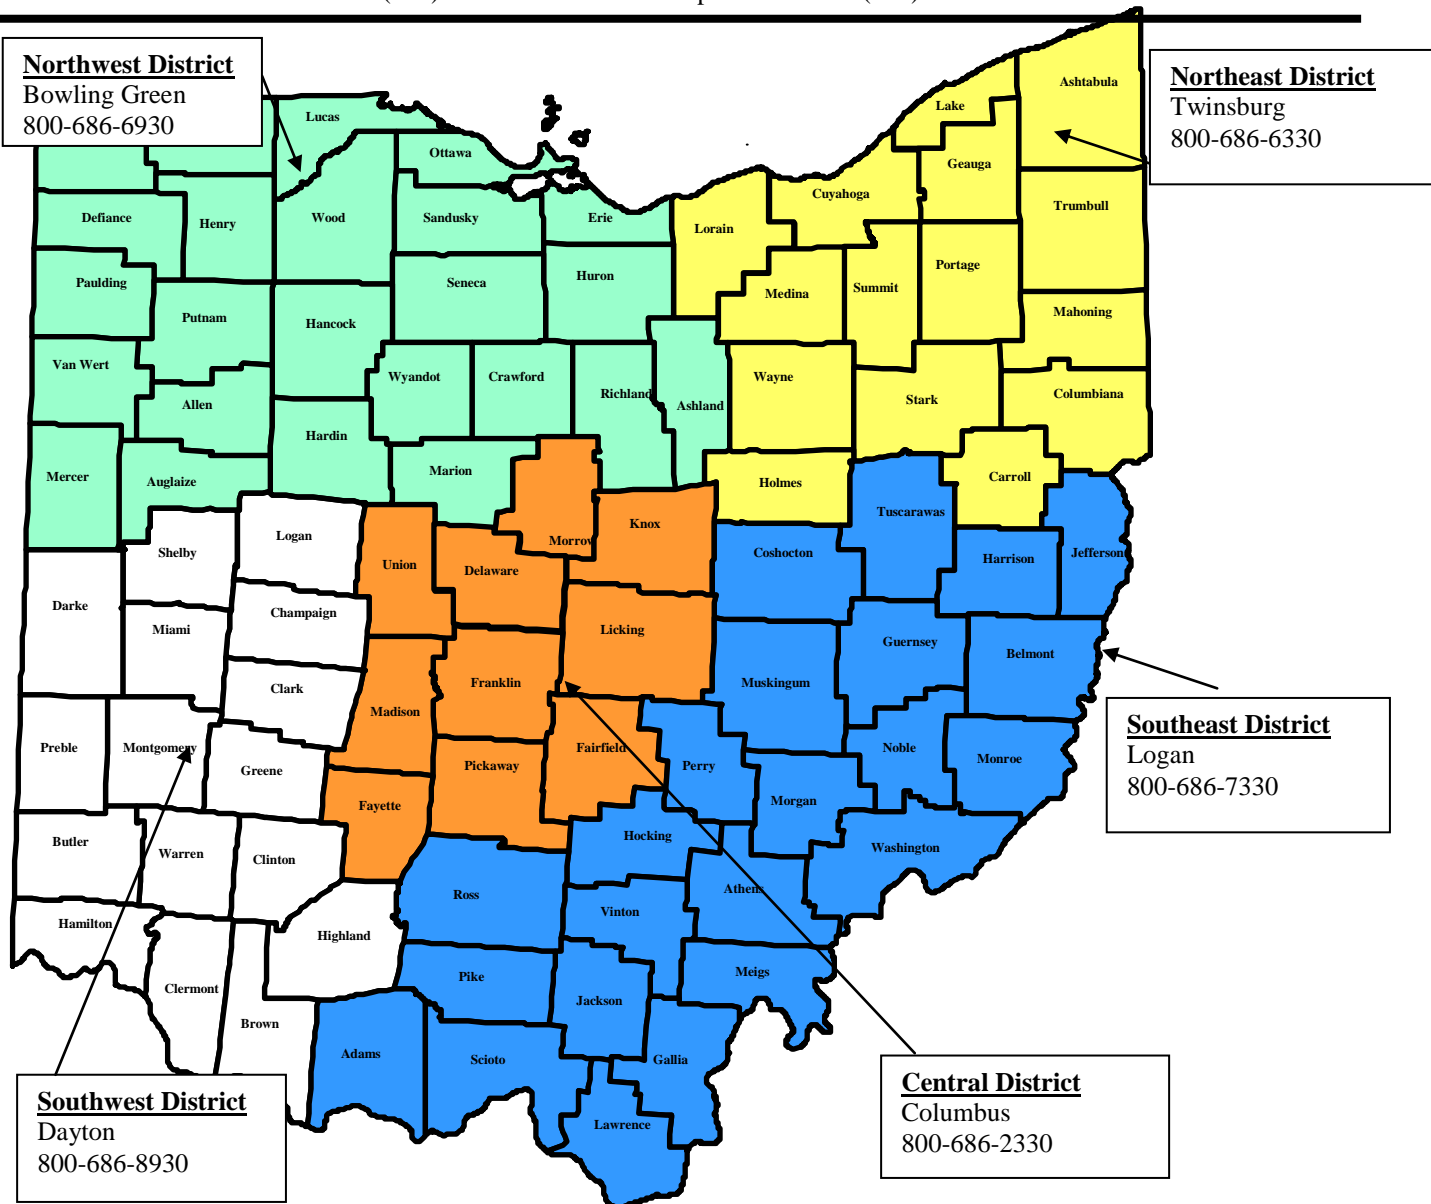 Northwest District
Bowling Green
800-686-6930
Northeast District
Twinsburg
800-686-6330
Ashtabula
Lake
Lucas
Ottawa
Geauga
Cuyahoga
Trumbull
Defiance
Henry
Wood
Sandusky
Erie
Lorain
Paulding
Seneca
Huron
Medina
Summit
Portage
Putnam
Hancock
Mahoning
Van Wert
Wyandot
Crawford
Richland
Ashland
Wayne
Stark
Columbiana
Allen
Hardin
Mercer
Auglaize
Marion
Holmes
Carroll
Logan
Knox
Tuscarawas
Shelby
Union
Delaware
Morrow
Coshocton
Harrison
Jefferson
Darke
Miami
Champaign
Licking
Guernsey
Belmont
Clark
Franklin
Muskingum
Madison
Preble
Montgomery
Greene
Pickaway
Fairfield
Perry
Noble
Monroe
Southeast District
Logan
800-686-7330
Fayette
Morgan
Butler
Warren
Clinton
Hocking
Washington
Ross
Athens
Vinton
Hamilton
Highland
Clermont
Pike
Jackson
Meigs
Brown
Adams
Scioto
Gallia
Lawrence
Southwest District
Dayton
800-686-8930
Central District
Columbus
800-686-2330